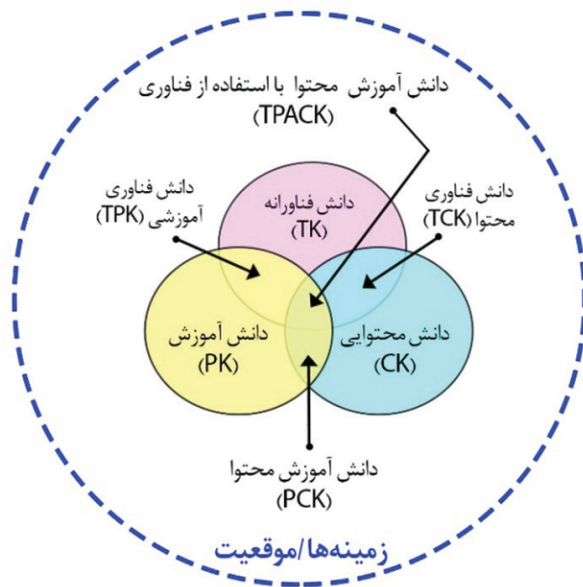 دانش آموزش محتوا با استفاده از فناوری
(TPACK)
دانش فناوری
آموزشی (TPK)
دانش فناورانه
(TK)
دانش فناوری
محتوا (TCK)
دانش آموزش
(PK)
دانش محتوایی
(CK)
دانش آموزش محتوا
(PCK)
زمینه‌ها/موقعیت